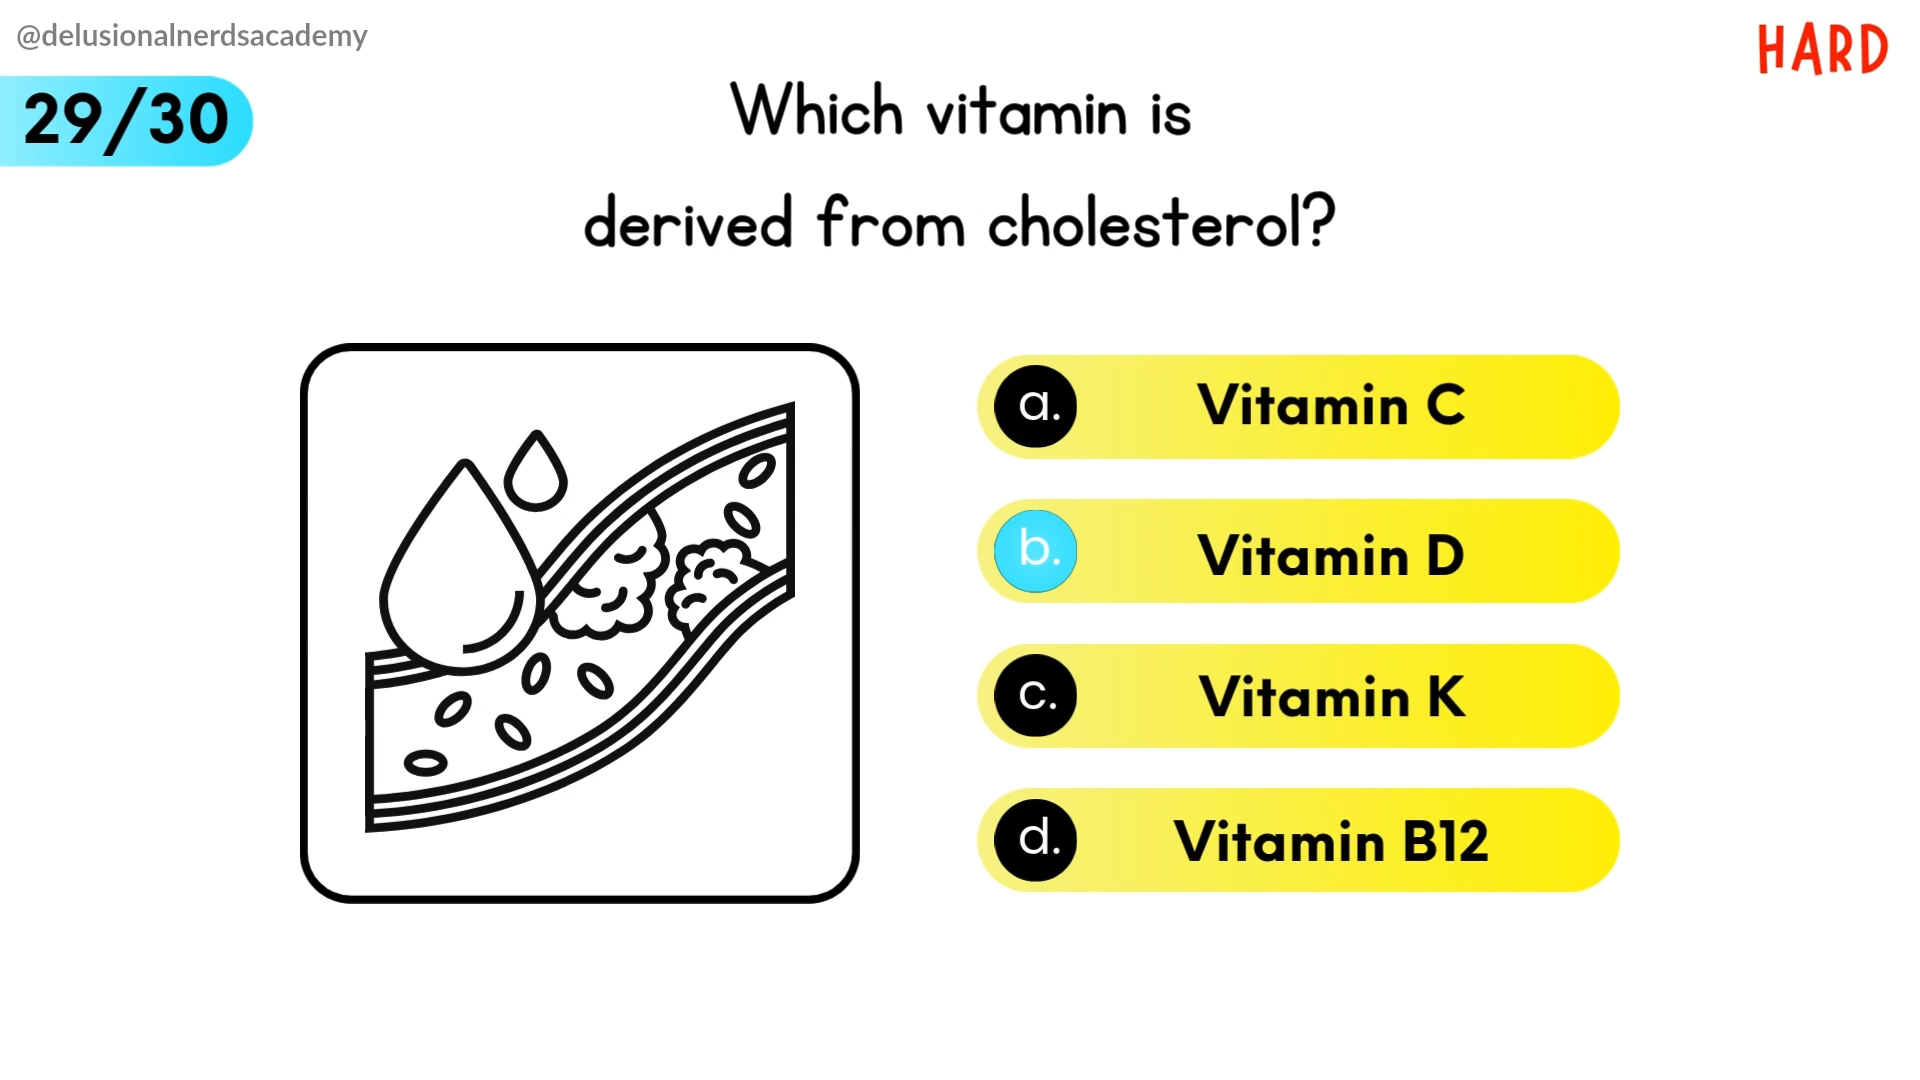 @delusionalnerdsacademy
HARD
29/30
Which vitamin is
derived from cholesterol?
a. Vitamin C
b. Vitamin D
c. Vitamin K
d. Vitamin B12